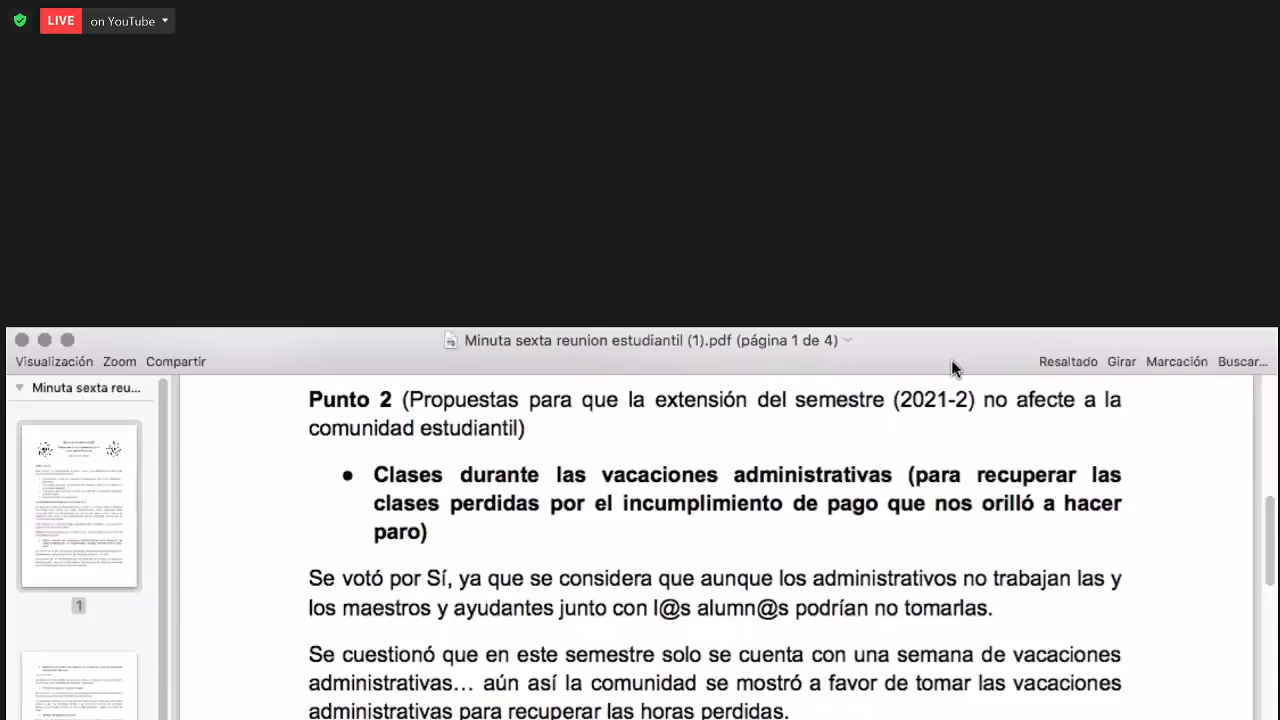 LIVE on YouTube
Minuta sexta reunion estudiantil (1).pdf (página 1 de 4)
Visualización Zoom Compartir Resaltado Girar Marcación Buscar...
Minuta sexta reu...
1
Punto 2 (Propuestas para que la extensión del semestre (2021-2) no afecte a la
comunidad estudiantil)
• Clases durante las vacaciones administrativas (para recuperar las
clases perdidas por el incumplimiento de pago que nos orilló a hacer
paro)
Se votó por Sí, ya que se considera que aunque los administrativos no trabajan las y
los maestros y ayudantes junto con l@s alumn@s podrían no tomarlas.
Se cuestionó que en este semestre solo se cuenta con una semana de vacaciones
administrativas... aún así la comunidad se mostró a favor de tomar las vacaciones
administrativas para recuperar las horas perdidas.